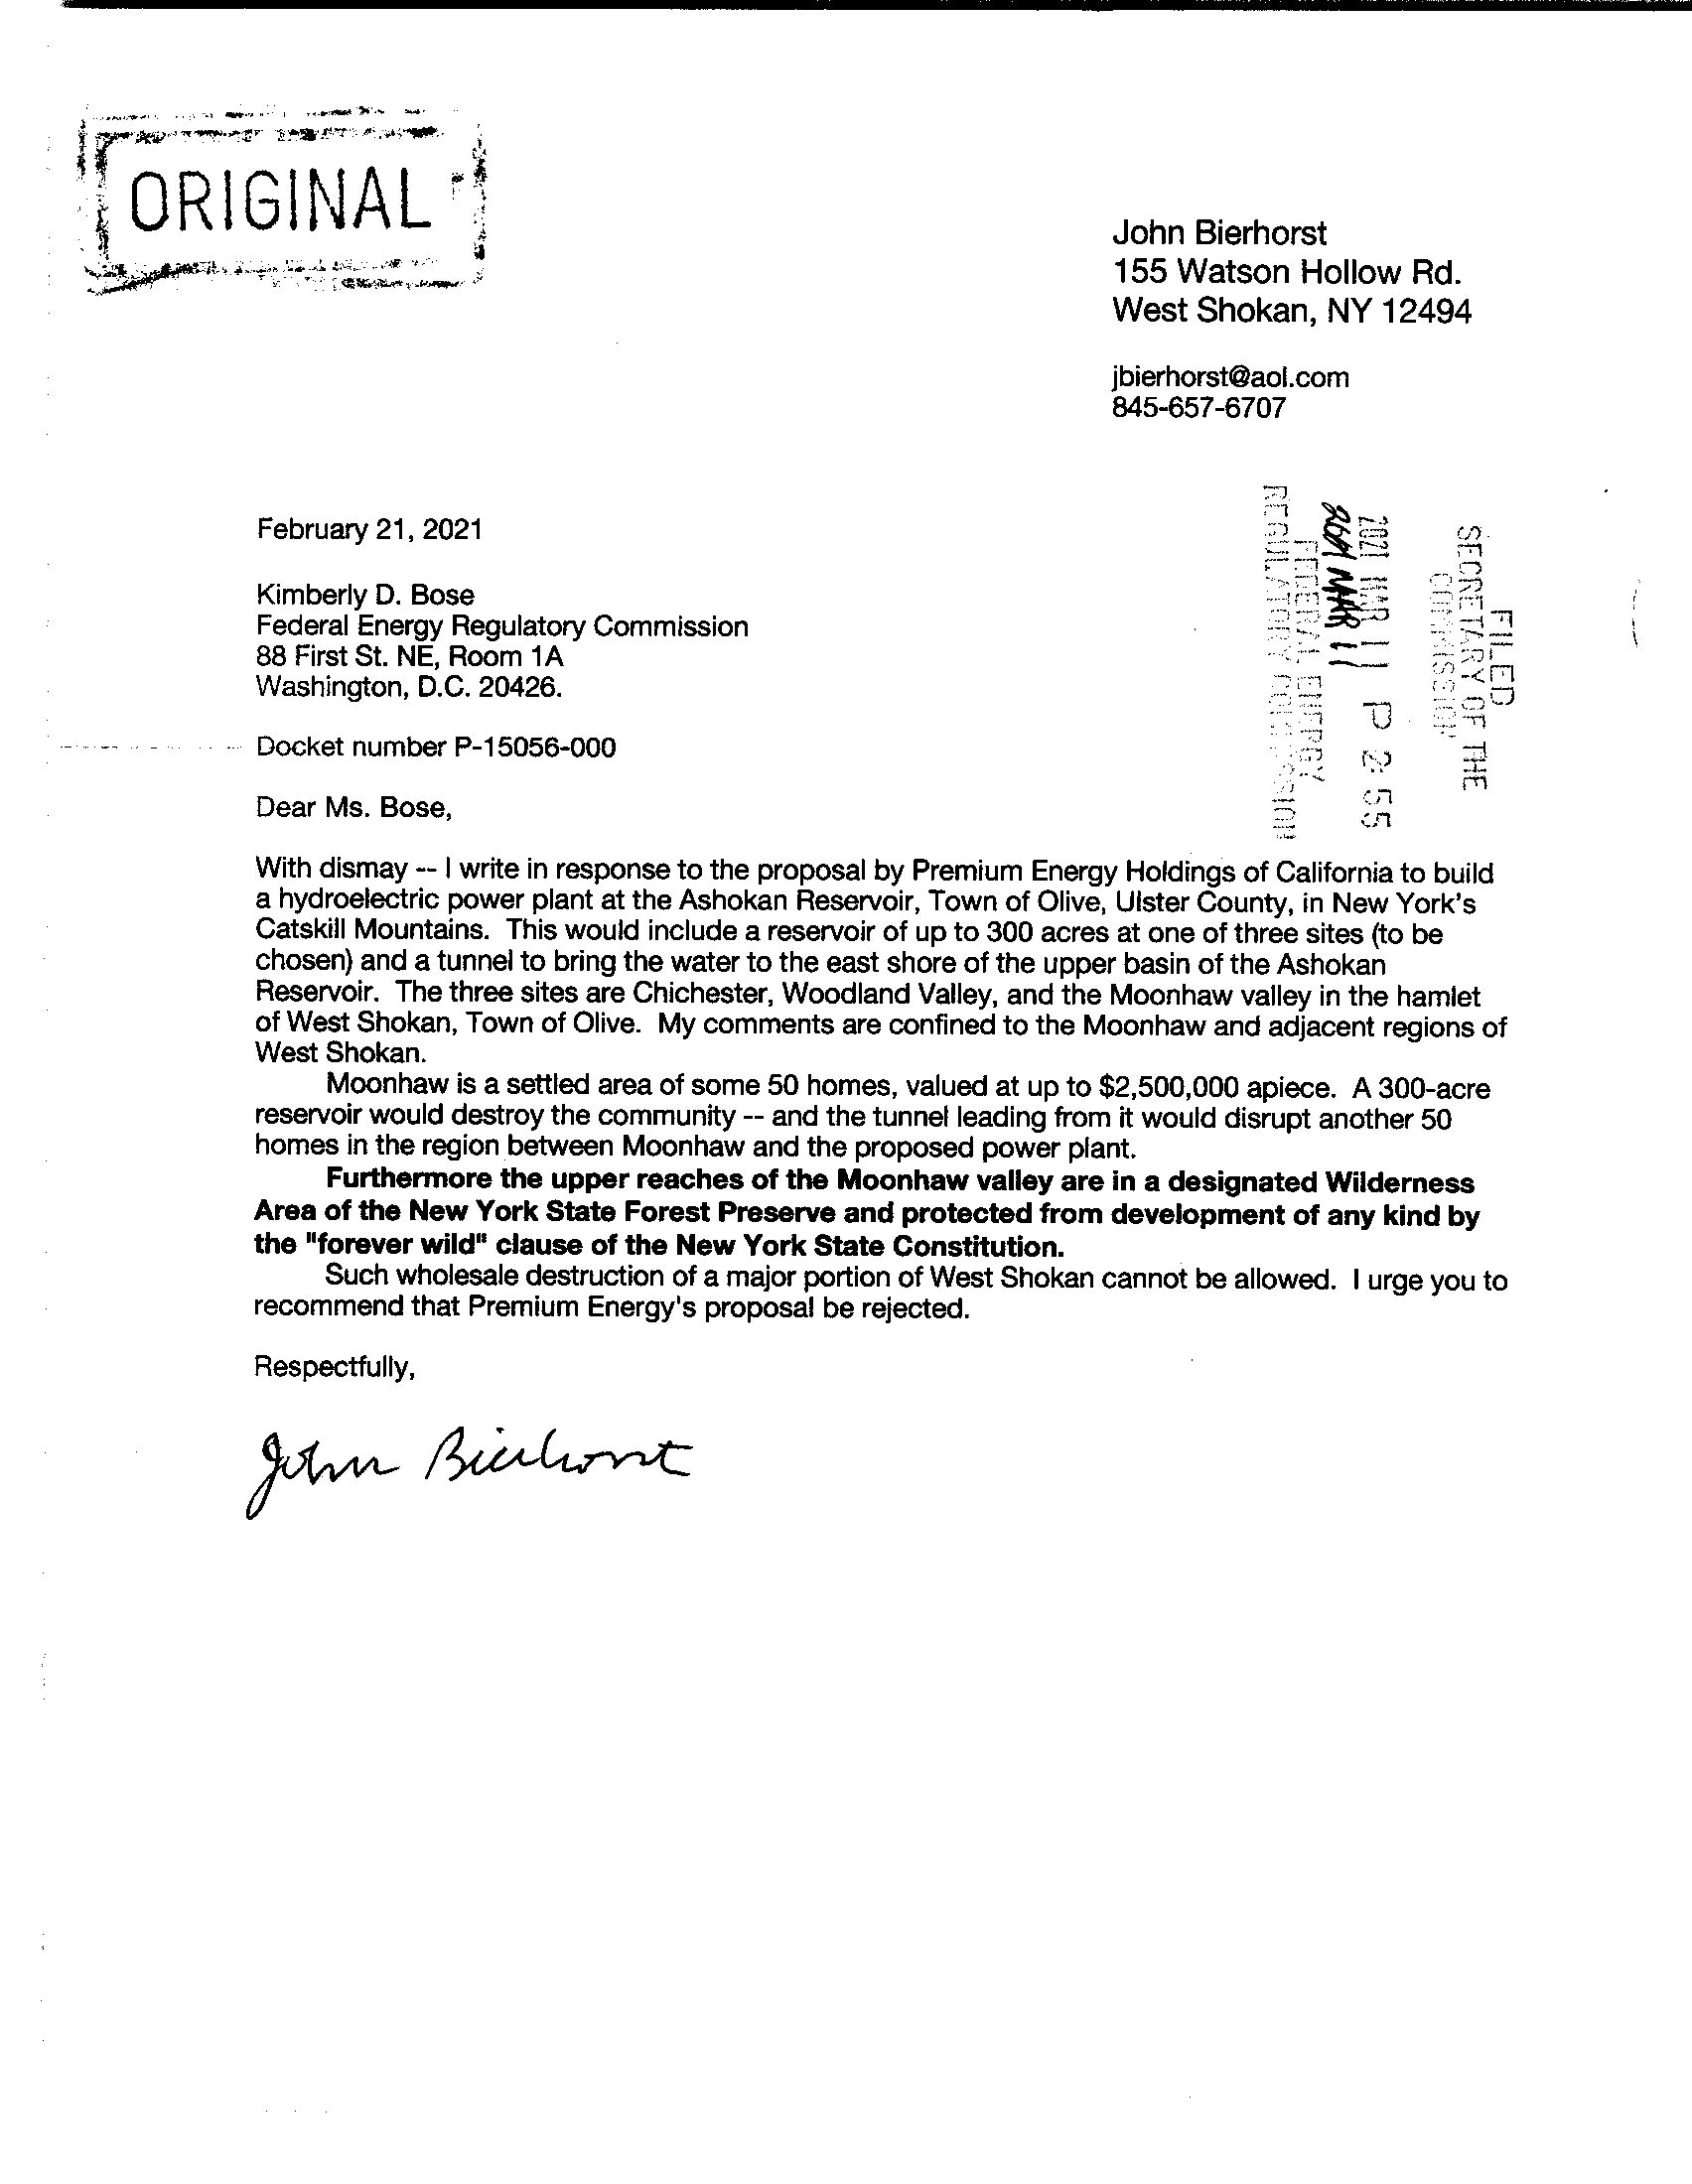 ORIGINAL
John Bierhorst
155 Watson Hollow Rd.
West Shokan, NY 12494
jbierhorst@aol.com
845-657-6707
FILED
SECRETARY OF THE
COMMISSION
2021 MAR 11 P 2:55
2021 MAR 11
FEDERAL ENERGY
REGULATORY COMMISSION
February 21, 2021
Kimberly D. Bose
Federal Energy Regulatory Commission
88 First St. NE, Room 1A
Washington, D.C. 20426.
Docket number P-15056-000
Dear Ms. Bose,
With dismay -- I write in response to the proposal by Premium Energy Holdings of California to build
a hydroelectric power plant at the Ashokan Reservoir, Town of Olive, Ulster County, in New York's
Catskill Mountains. This would include a reservoir of up to 300 acres at one of three sites (to be
chosen) and a tunnel to bring the water to the east shore of the upper basin of the Ashokan
Reservoir. The three sites are Chichester, Woodland Valley, and the Moonhaw valley in the hamlet
of West Shokan, Town of Olive. My comments are confined to the Moonhaw and adjacent regions of
West Shokan.
Moonhaw is a settled area of some 50 homes, valued at up to $2,500,000 apiece. A 300-acre
reservoir would destroy the community -- and the tunnel leading from it would disrupt another 50
homes in the region between Moonhaw and the proposed power plant.
Furthermore the upper reaches of the Moonhaw valley are in a designated Wilderness
Area of the New York State Forest Preserve and protected from development of any kind by
the "forever wild" clause of the New York State Constitution.
Such wholesale destruction of a major portion of West Shokan cannot be allowed. I urge you to
recommend that Premium Energy's proposal be rejected.
Respectfully,
John Bierhorst